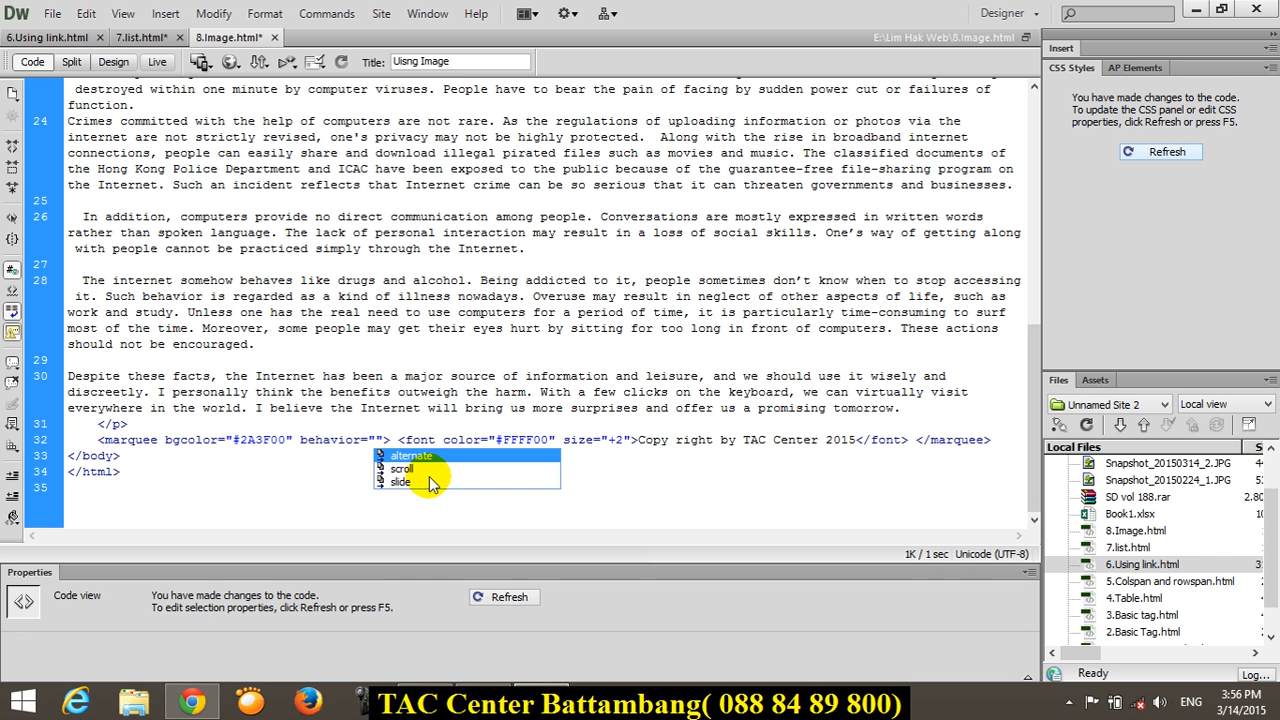 DW File Edit View Insert Modify Format Commands Site Window Help Designer
6.Using link.html 7.list.html* 8.Image.html* E:\Lim Hak Web\8.Image.html
Code Split Design Live Title: Uisng Image
destroyed within one minute by computer viruses. People have to bear the pain of facing by sudden power cut or failures of
function.
24 Crimes committed with the help of computers are not rare. As the regulations of uploading information or photos via the
internet are not strictly revised, one's privacy may not be highly protected. Along with the rise in broadband internet
connections, people can easily share and download illegal pirated files such as movies and music. The classified documents of
the Hong Kong Police Department and ICAC have been exposed to the public because of the guarantee-free file-sharing program on
the Internet. Such an incident reflects that Internet crime can be so serious that it can threaten governments and businesses.
25
26 In addition, computers provide no direct communication among people. Conversations are mostly expressed in written words
rather than spoken language. The lack of personal interaction may result in a loss of social skills. One's way of getting along
with people cannot be practiced simply through the Internet.
27
28 The internet somehow behaves like drugs and alcohol. Being addicted to it, people sometimes don't know when to stop accessing
it. Such behavior is regarded as a kind of illness nowadays. Overuse may result in neglect of other aspects of life, such as
work and study. Unless one has the real need to use computers for a period of time, it is particularly time-consuming to surf
most of the time. Moreover, some people may get their eyes hurt by sitting for too long in front of computers. These actions
should not be encouraged.
29
30 Despite these facts, the Internet has been a major source of information and leisure, and we should use it wisely and
discreetly. I personally think the benefits outweigh the harm. With a few clicks on the keyboard, we can virtually visit
everywhere in the world. I believe the Internet will bring us more surprises and offer us a promising tomorrow.
31 </p>
32 <marquee bgcolor="#2A3F00" behavior=""> <font color="#FFFF00" size="+2">Copy right by TAC Center 2015</font> </marquee>
33 </body>
34 </html>
35
alternate
scroll
slide
1K / 1 sec Unicode (UTF-8)
Insert
CSS Styles AP Elements
You have made changes to the code.
To update the CSS panel or edit CSS
properties, click Refresh or press F5.
Refresh
Files Assets
Unnamed Site 2 Local view
Local Files
Snapshot_20150314_2.JPG
Snapshot_20150224_1.JPG
SD vol 188.rar 2.80
Book1.xlsx
8.Image.html
7.list.html
6.Using link.html
5.Colspan and rowspan.html
4.Table.html
3.Basic tag.html
2.Basic Tag.html
Ready Log...
Properties
Code view You have made changes to the code.
To edit selection properties, click Refresh or press F5.
Refresh
TAC Center Battambang( 088 84 89 800)
ENG 3:56 PM
3/14/2015